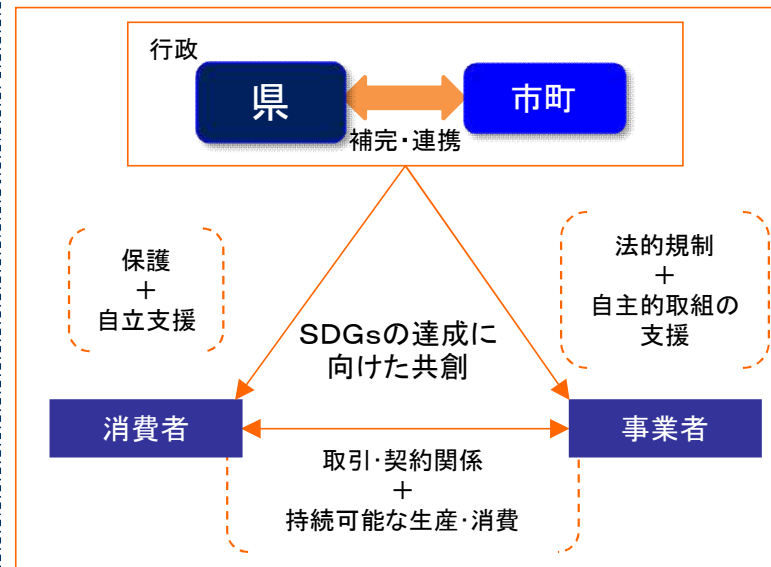 行政
県
市町
補完・連携
保護
+
自立支援
法的規制
+
自主的取組の
支援
SDGsの達成に
向けた共創
消費者
事業者
取引・契約関係
+
持続可能な生産・消費